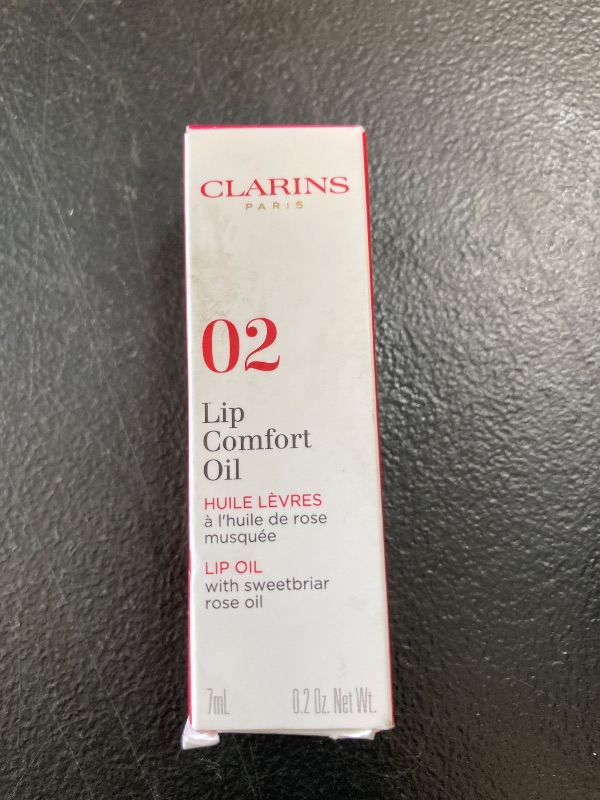 CLARINS
PARIS
02
Lip
Comfort
Oil
HUILE LÈVRES
à l'huile de rose
musquée
LIP OIL
with sweetbriar
rose oil
7mL 0.2 Oz. Net Wt.